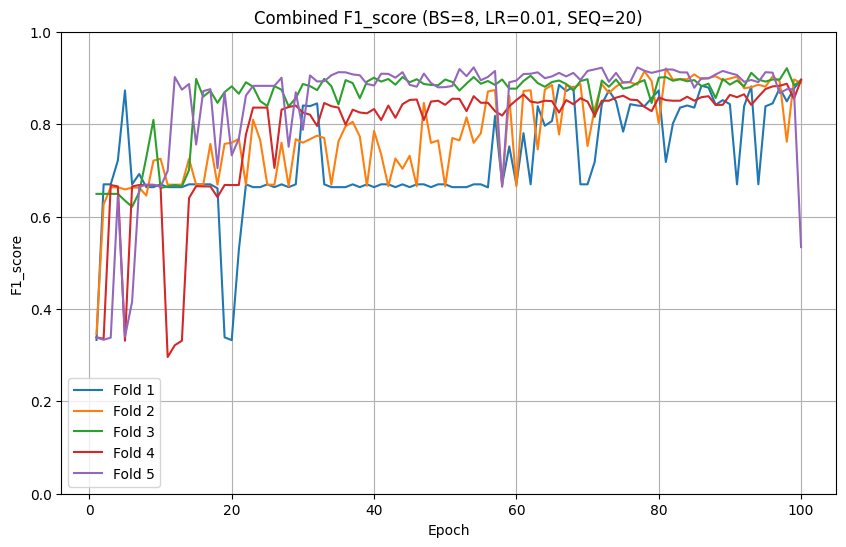 Combined F1_score (BS=8, LR=0.01, SEQ=20)
1.0
0.8
0.6
0.4
0.2
0.0
F1_score
Fold 1
Fold 2
Fold 3
Fold 4
Fold 5
0 20 40 60 80 100
Epoch